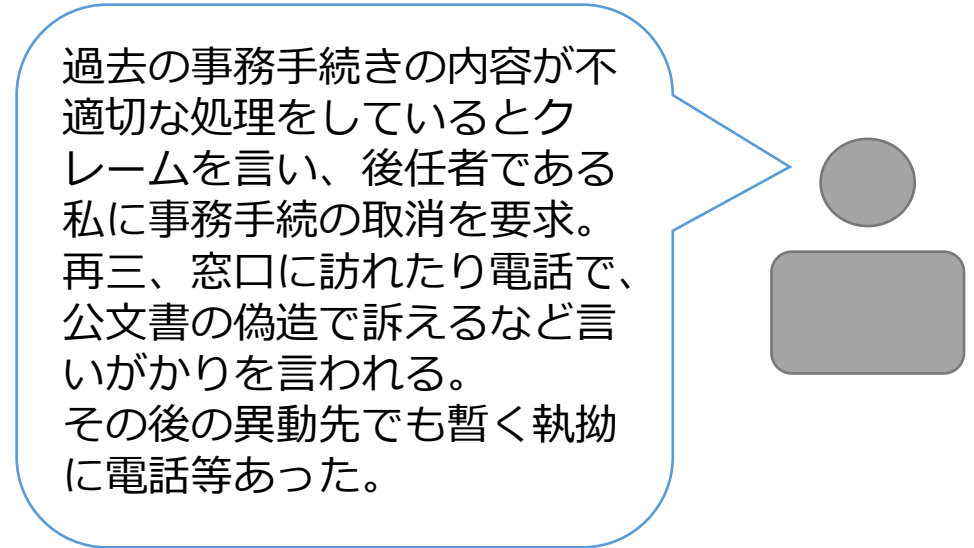 過去の事務手続きの内容が不
適切な処理をしているとク
レームを言い、後任者である
私に事務手続の取消を要求。
再三、窓口に訪れたり電話で、
公文書の偽造で訴えるなど言
いがかりを言われる。
その後の異動先でも暫く執拗
に電話等あった。